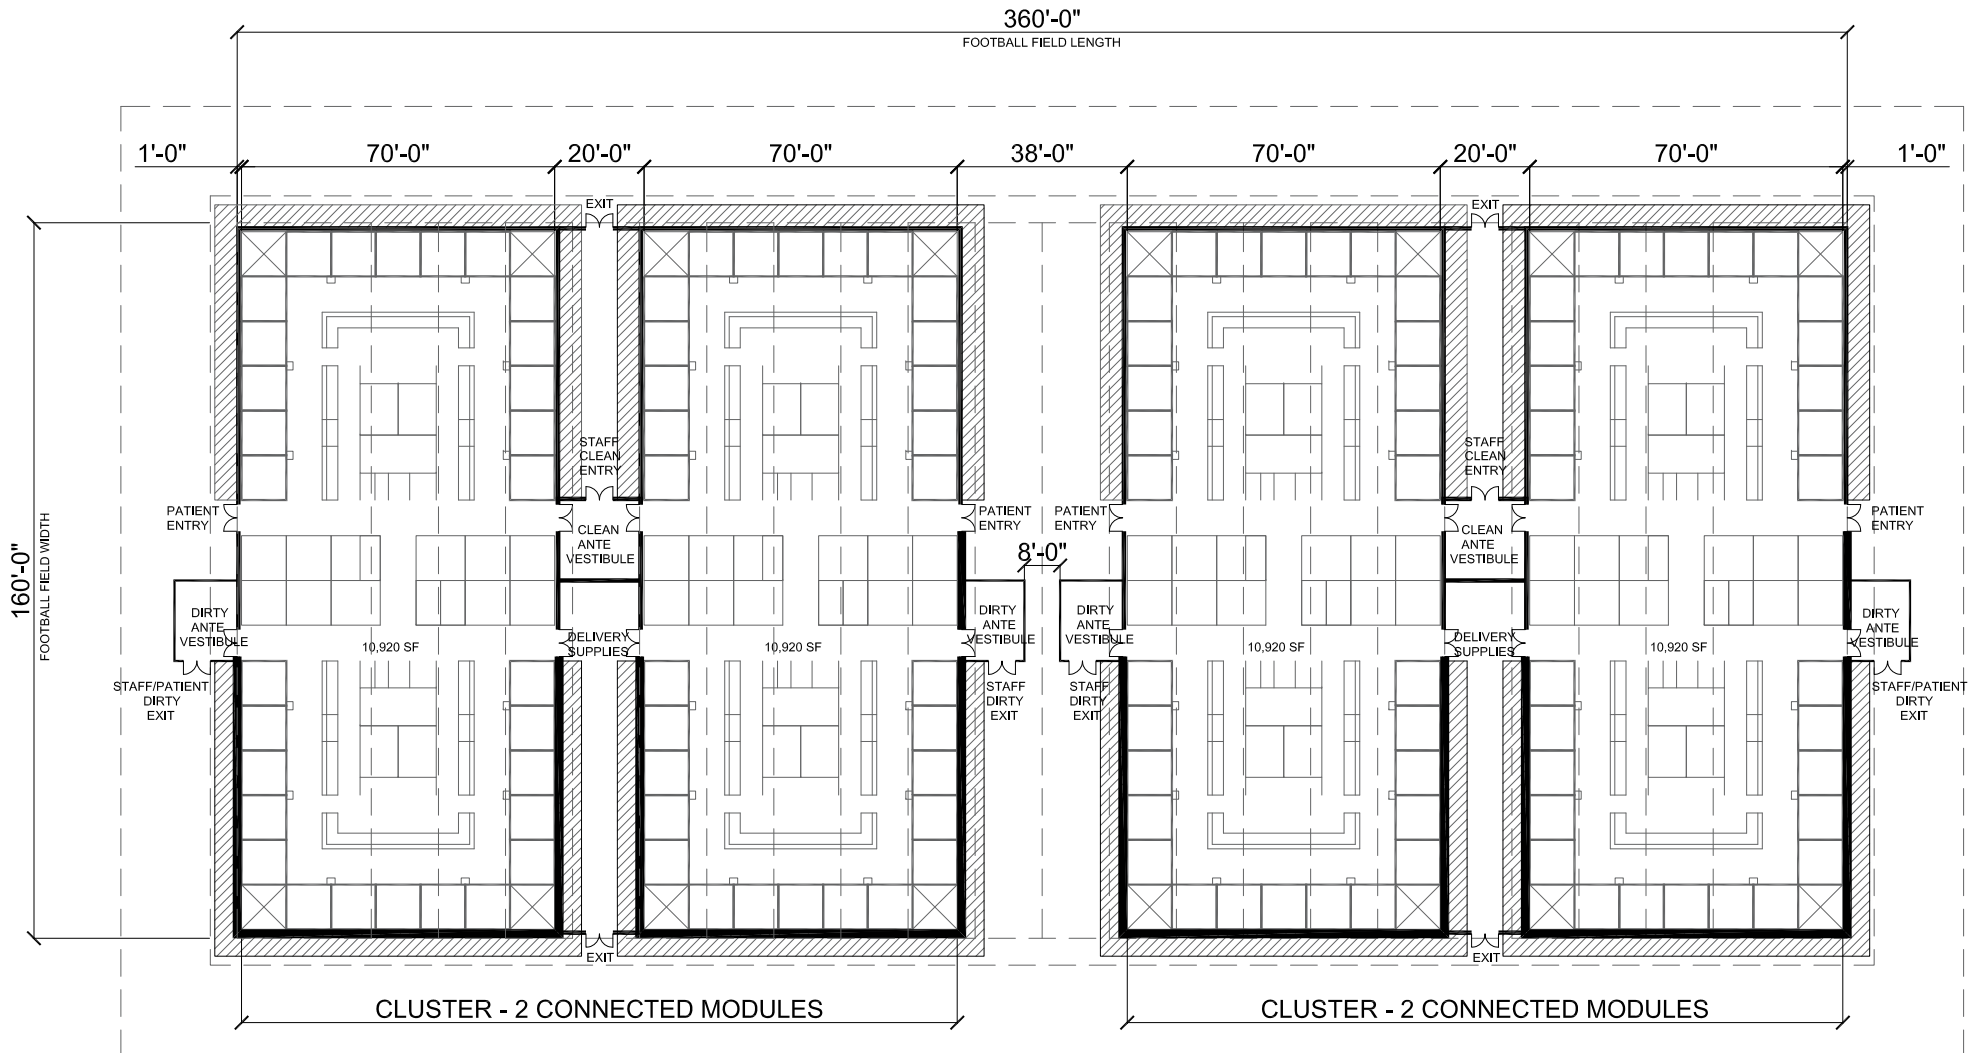 360'-0"
FOOTBALL FIELD LENGTH
1'-0"
70'-0"
20'-0"
70'-0"
38'-0"
70'-0"
20'-0"
70'-0"
1'-0"
EXIT
EXIT
160'-0"
FOOTBALL FIELD WIDTH
STAFF
CLEAN
ENTRY
STAFF
CLEAN
ENTRY
PATIENT
ENTRY
CLEAN
ANTE
VESTIBULE
PATIENT
ENTRY
PATIENT
ENTRY
CLEAN
ANTE
VESTIBULE
PATIENT
ENTRY
8'-0"
DIRTY
ANTE
VESTIBULE
DIRTY
ANTE
VESTIBULE
DIRTY
ANTE
VESTIBULE
DIRTY
ANTE
VESTIBULE
10,920 SF
DELIVERY
SUPPLIES
10,920 SF
10,920 SF
DELIVERY
SUPPLIES
10,920 SF
STAFF/PATIENT
DIRTY
EXIT
STAFF
DIRTY
EXIT
STAFF
DIRTY
EXIT
STAFF/PATIENT
DIRTY
EXIT
EXIT
EXIT
CLUSTER - 2 CONNECTED MODULES
CLUSTER - 2 CONNECTED MODULES